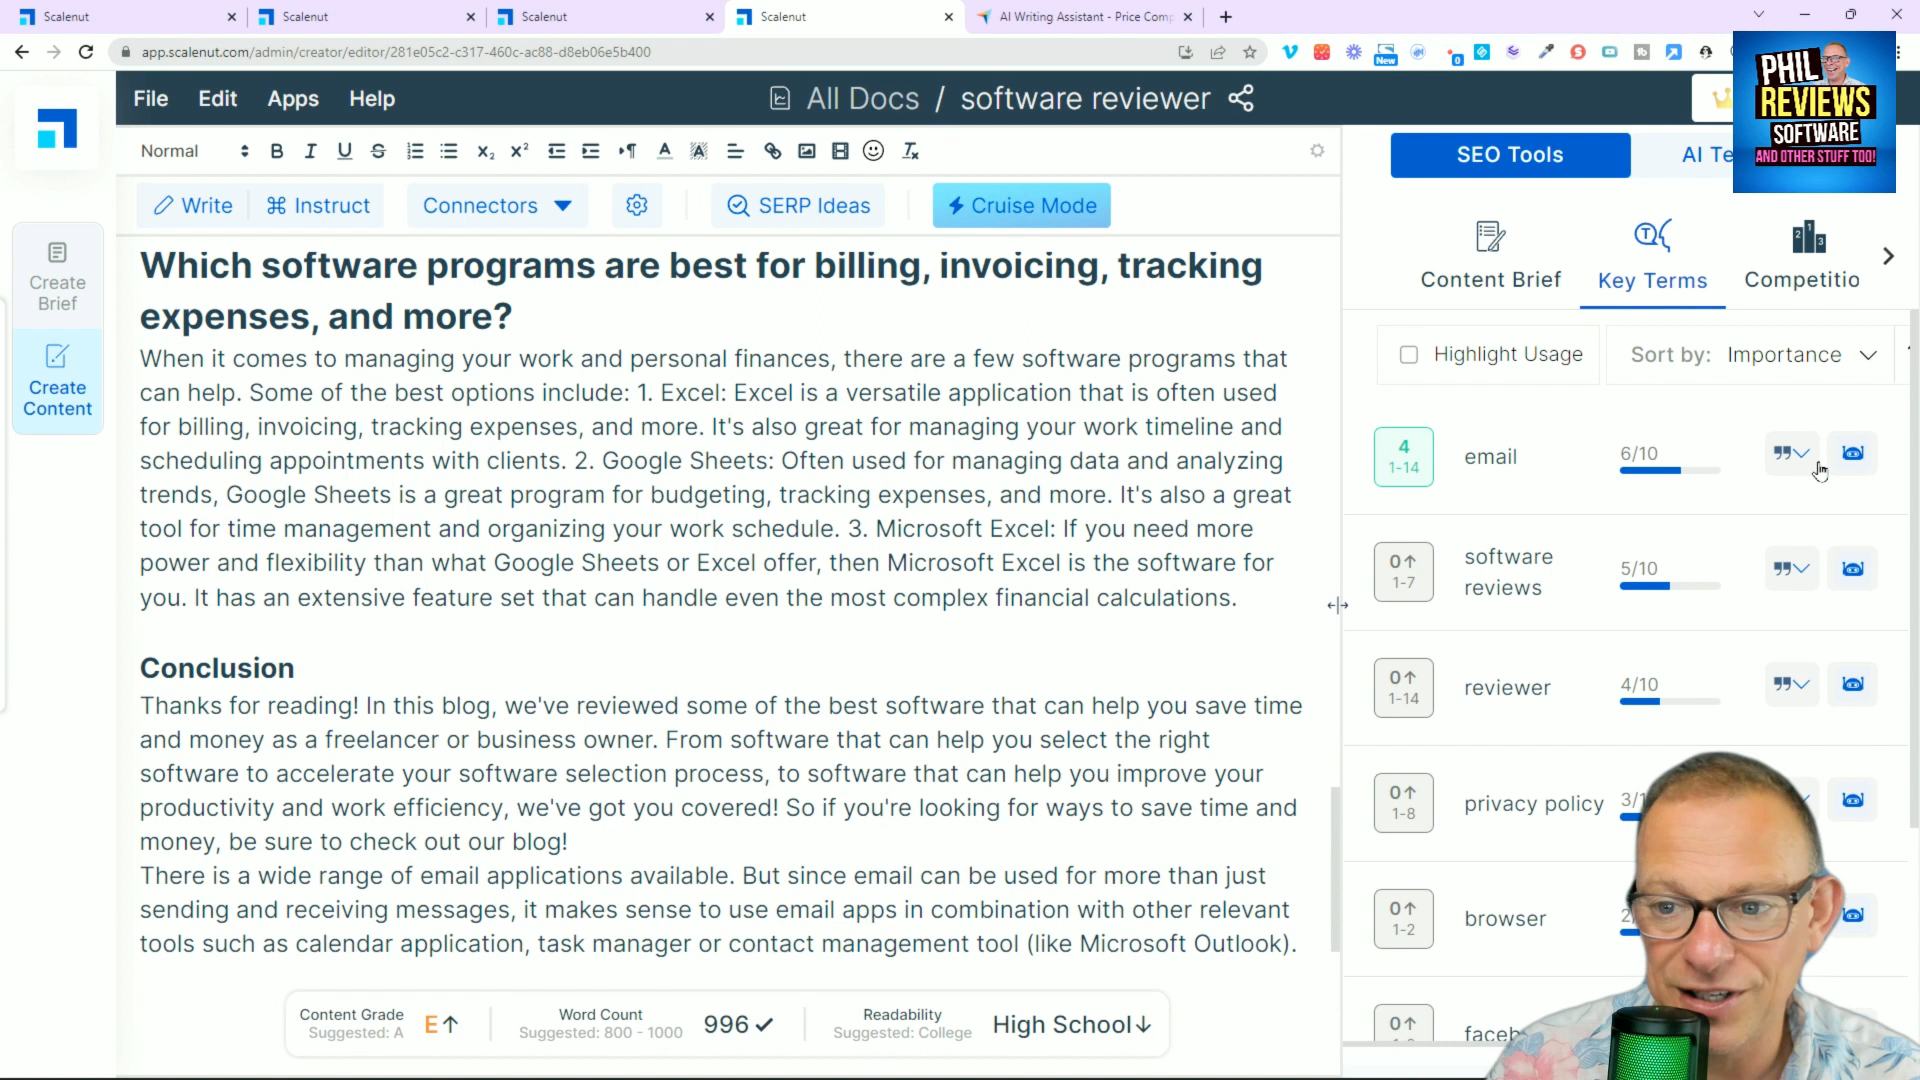 Scalenut
Scalenut
Scalenut
Scalenut
AI Writing Assistant - Price Comp
app.scalenut.com/admin/creator/editor/281e05c2-c317-460c-ac88-d8eb06e5b400
New
0
PHIL
REVIEWS
SOFTWARE
AND OTHER STUFF TOO!
File Edit Apps Help
All Docs / software reviewer
Normal
Write Instruct Connectors SERP Ideas Cruise Mode
Create
Brief
Create
Content
Which software programs are best for billing, invoicing, tracking
expenses, and more?
When it comes to managing your work and personal finances, there are a few software programs that
can help. Some of the best options include: 1. Excel: Excel is a versatile application that is often used
for billing, invoicing, tracking expenses, and more. It's also great for managing your work timeline and
scheduling appointments with clients. 2. Google Sheets: Often used for managing data and analyzing
trends, Google Sheets is a great program for budgeting, tracking expenses, and more. It's also a great
tool for time management and organizing your work schedule. 3. Microsoft Excel: If you need more
power and flexibility than what Google Sheets or Excel offer, then Microsoft Excel is the software for
you. It has an extensive feature set that can handle even the most complex financial calculations.
Conclusion
Thanks for reading! In this blog, we've reviewed some of the best software that can help you save time
and money as a freelancer or business owner. From software that can help you select the right
software to accelerate your software selection process, to software that can help you improve your
productivity and work efficiency, we've got you covered! So if you're looking for ways to save time and
money, be sure to check out our blog!
There is a wide range of email applications available. But since email can be used for more than just
sending and receiving messages, it makes sense to use email apps in combination with other relevant
tools such as calendar application, task manager or contact management tool (like Microsoft Outlook).
Content Grade
Suggested: A
E↑
Word Count
Suggested: 800 - 1000
996
Readability
Suggested: College
High School↓
SEO Tools
AI Te
Content Brief
Key Terms
Competitio
Highlight Usage
Sort by: Importance
4
1-14
email
6/10
0↑
1-7
software
reviews
5/10
0↑
1-14
reviewer
4/10
0↑
1-8
privacy policy
3/1
0↑
1-2
browser
2/
0↑
faceb